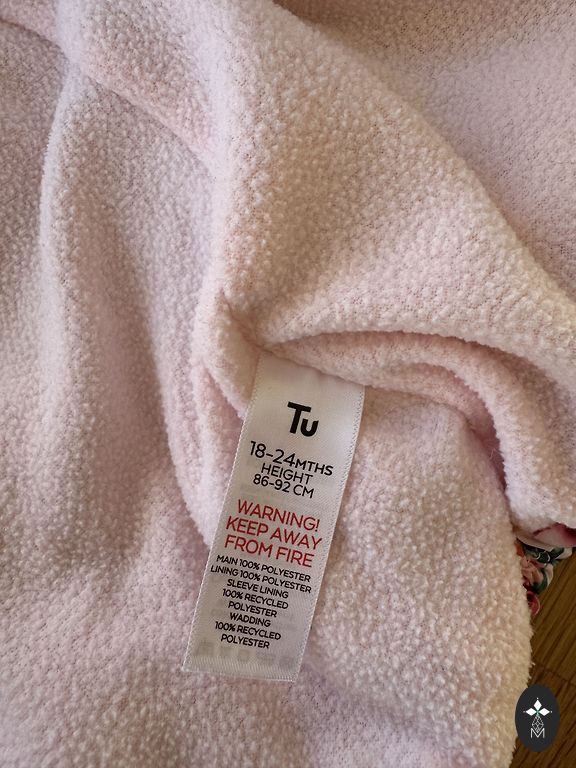 Tu
18-24MTHS
HEIGHT
86-92 CM
WARNING!
KEEP AWAY
FROM FIRE
MAIN 100% POLYESTER
LINING 100% POLYESTER
SLEEVE LINING
100% RECYCLED
POLYESTER
WADDING
100% RECYCLED
POLYESTER
M